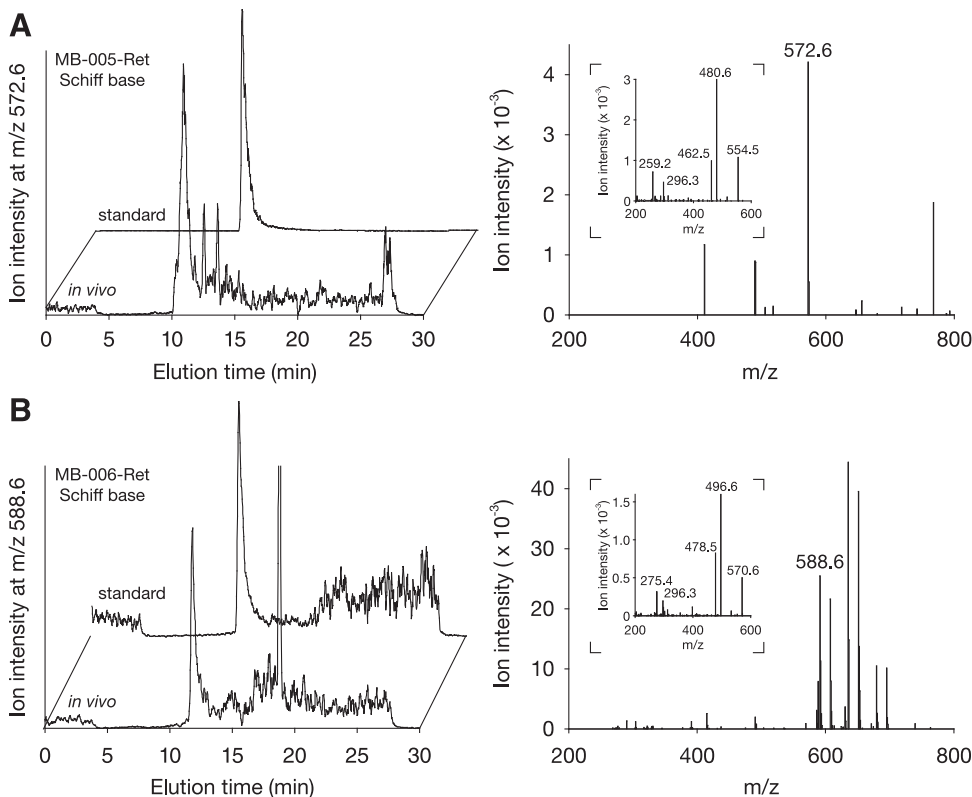 A
MB-005-Ret
Schiff base
Ion intensity at m/z 572.6
standard
in vivo
0 5 10 15 20 25 30
Elution time (min)
572.6
Ion intensity (x 10⁻³)
4
3
2
1
0
200 400 600 800
m/z
480.6
462.5
554.5
259.2
296.3
Ion intensity (x 10⁻³)
3
2
1
0
200 400 600
m/z
B
MB-006-Ret
Schiff base
Ion intensity at m/z 588.6
standard
in vivo
0 5 10 15 20 25 30
Elution time (min)
588.6
Ion intensity ( x 10⁻³)
40
30
20
10
0
200 400 600 800
m/z
496.6
478.5
570.6
275.4
296.3
Ion intensity (x 10⁻³)
1.5
1.0
0.5
0
200 400 600
m/z